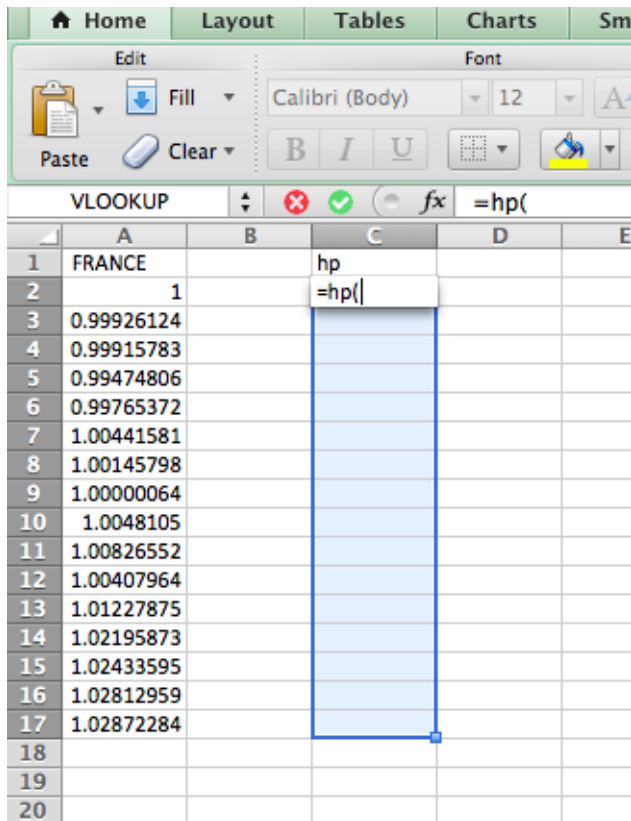 Home Layout Tables Charts Sm
Edit Font
Fill Calibri (Body) 12 A
Paste Clear B I U
VLOOKUP fx =hp(
A B C D E
1 FRANCE hp
2 1 =hp(
3 0.99926124
4 0.99915783
5 0.99474806
6 0.99765372
7 1.00441581
8 1.00145798
9 1.00000064
10 1.0048105
11 1.00826552
12 1.00407964
13 1.01227875
14 1.02195873
15 1.02433595
16 1.02812959
17 1.02872284
18
19
20